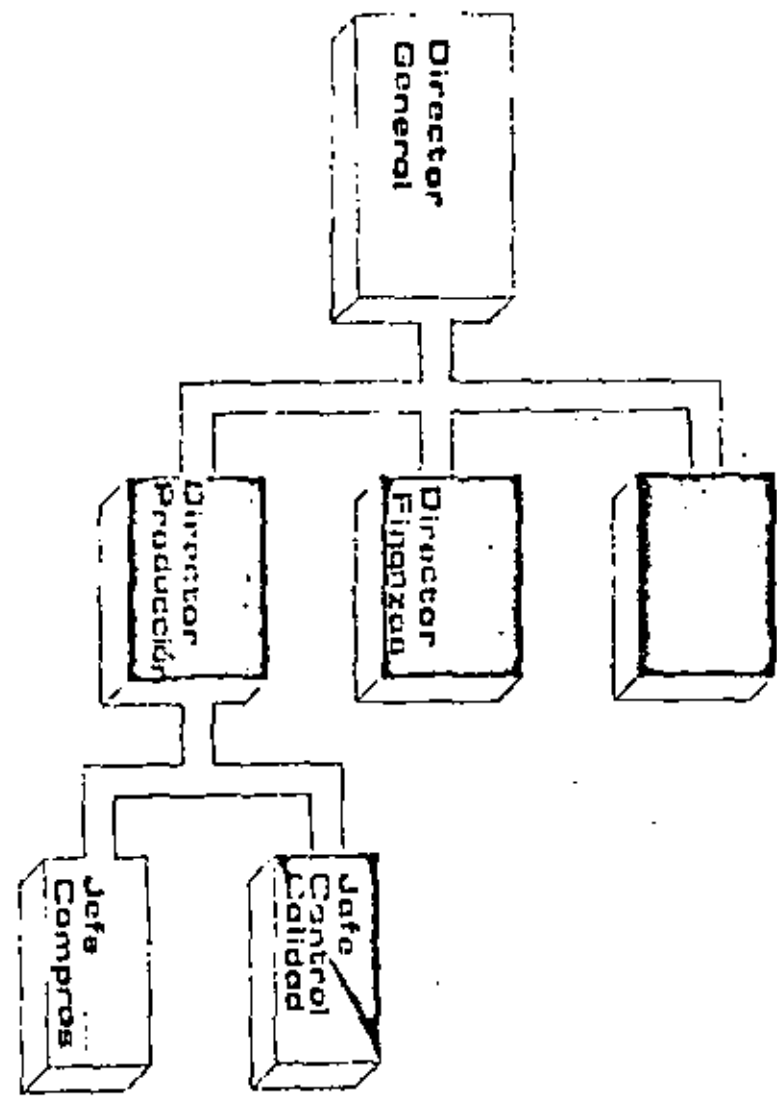 Director
General
Director
Finanzas
Director
Producción
Jefe
Control
Calidad
Jefe
Compras